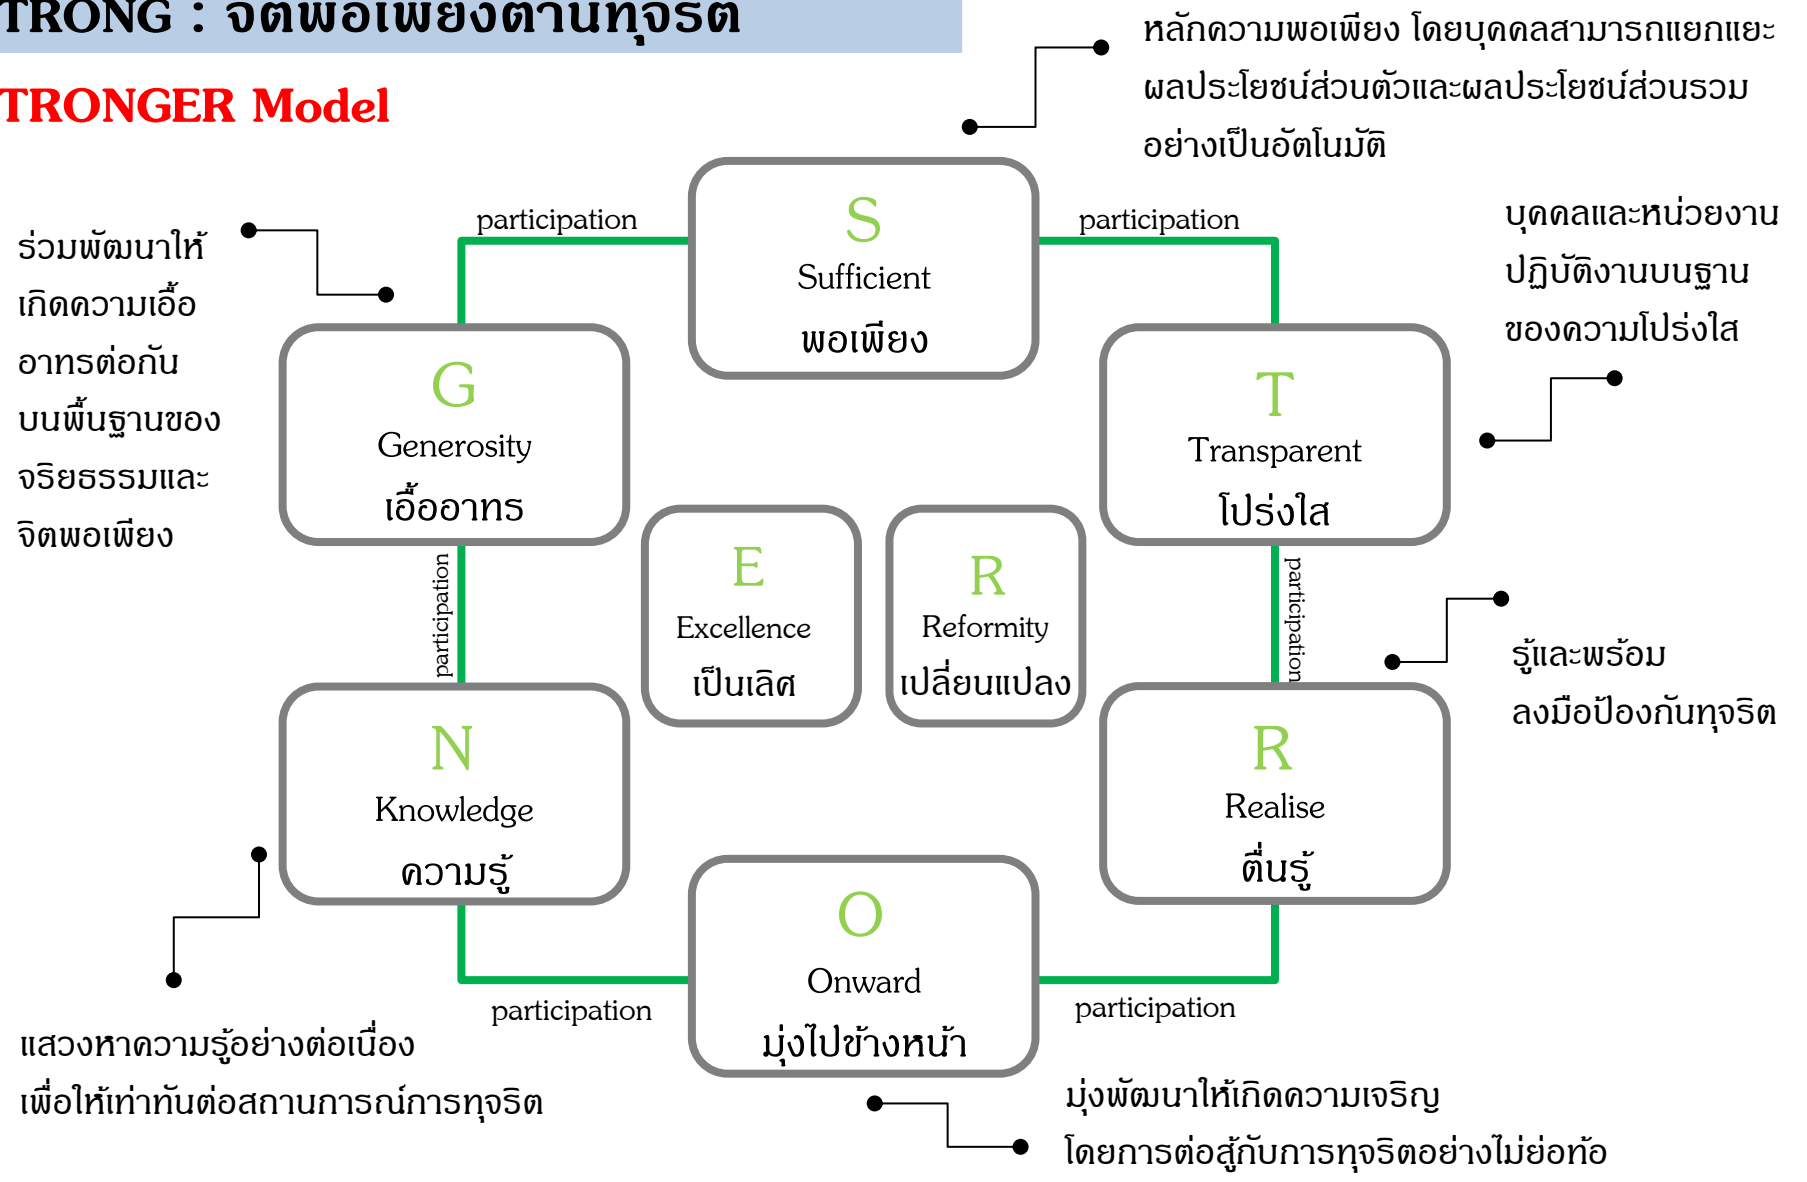 TRONG : จิตพอเพียงต้านทุจริต
TRONGER Model
หลักความพอเพียง โดยบุคคลสามารถแยกแยะ
ผลประโยชน์ส่วนตัวและผลประโยชน์ส่วนรวม
อย่างเป็นอัตโนมัติ
participation
S
Sufficient
พอเพียง
participation
บุคคลและหน่วยงาน
ปฏิบัติงานบนฐาน
ของความโปร่งใส
ร่วมพัฒนาให้
เกิดความเอื้อ
อาทรต่อกัน
บนพื้นฐานของ
จริยธรรมและ
จิตพอเพียง
G
Generosity
เอื้ออาทร
T
Transparent
โปร่งใส
E
Excellence
เป็นเลิศ
R
Reformity
เปลี่ยนแปลง
participation
participation
รู้และพร้อม
ลงมือป้องกันทุจริต
N
Knowledge
ความรู้
R
Realise
ตื่นรู้
O
Onward
มุ่งไปข้างหน้า
participation
participation
แสวงหาความรู้อย่างต่อเนื่อง
เพื่อให้เท่าทันต่อสถานการณ์การทุจริต
มุ่งพัฒนาให้เกิดความเจริญ
โดยการต่อสู้กับการทุจริตอย่างไม่ย่อท้อ